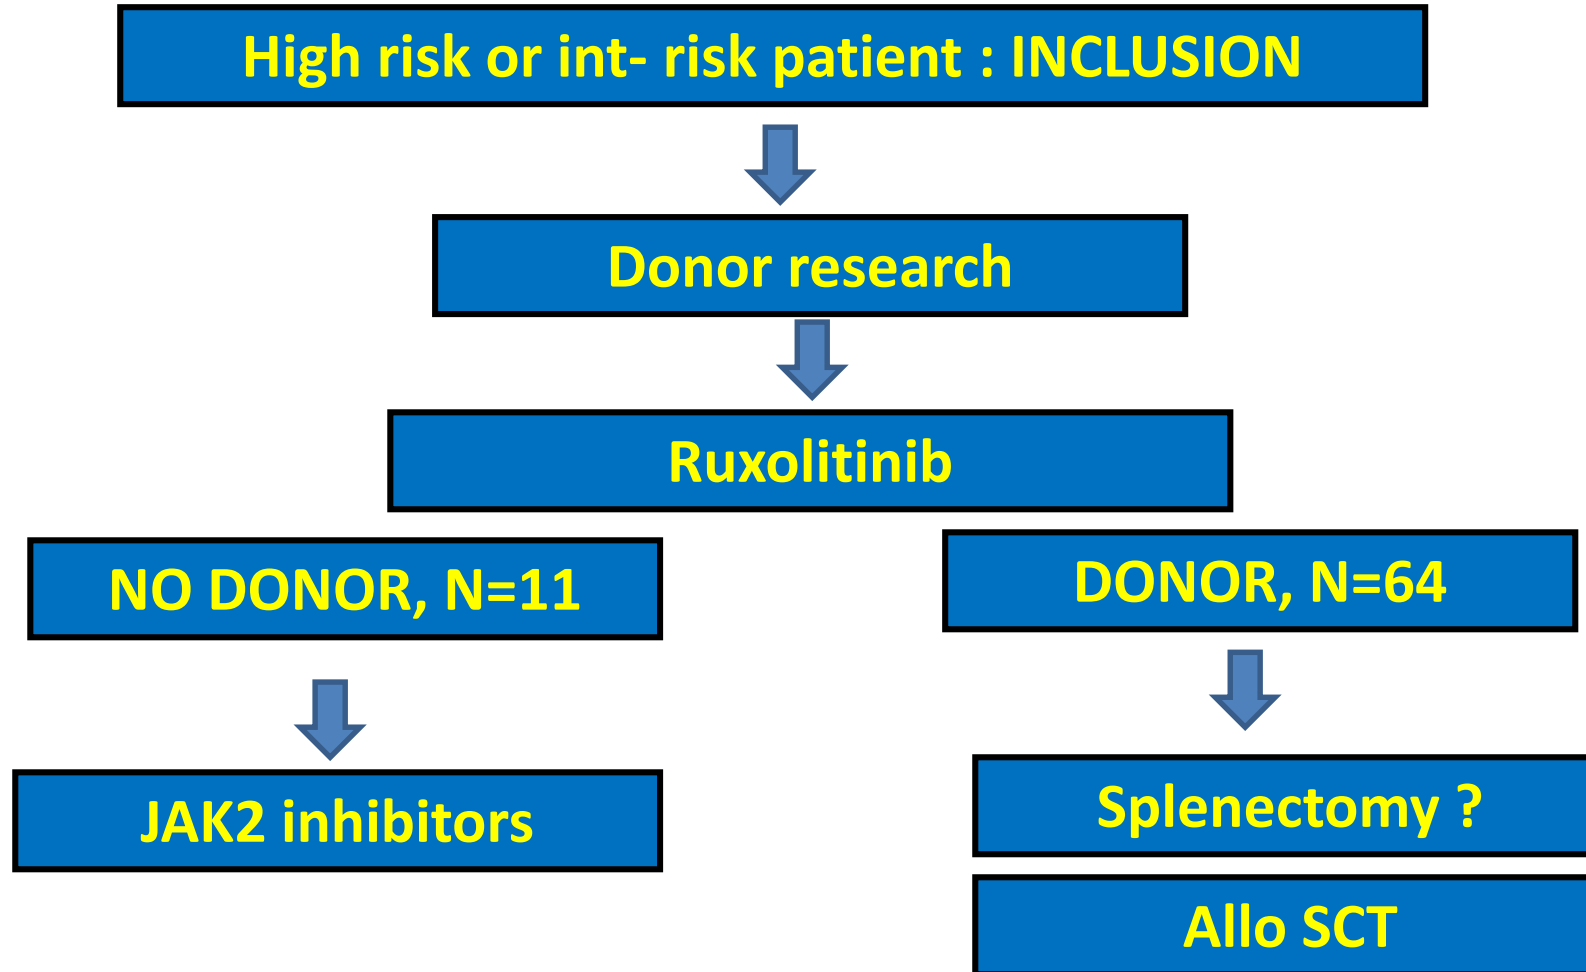 High risk or int- risk patient : INCLUSION
Donor research
Ruxolitinib
NO DONOR, N=11
DONOR, N=64
JAK2 inhibitors
Splenectomy ?
Allo SCT